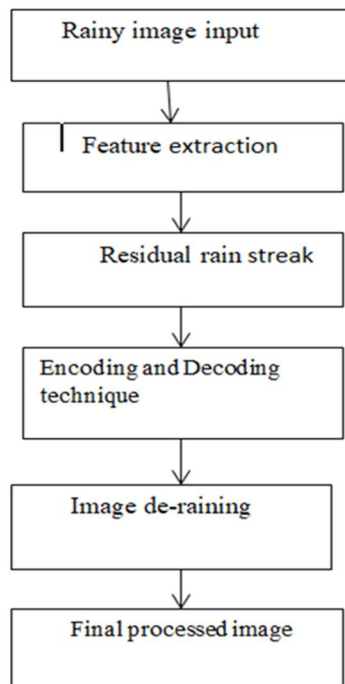 Rainy image input
Feature extraction
Residual rain streak
Encoding and Decoding
technique
Image de-raining
Final processed image